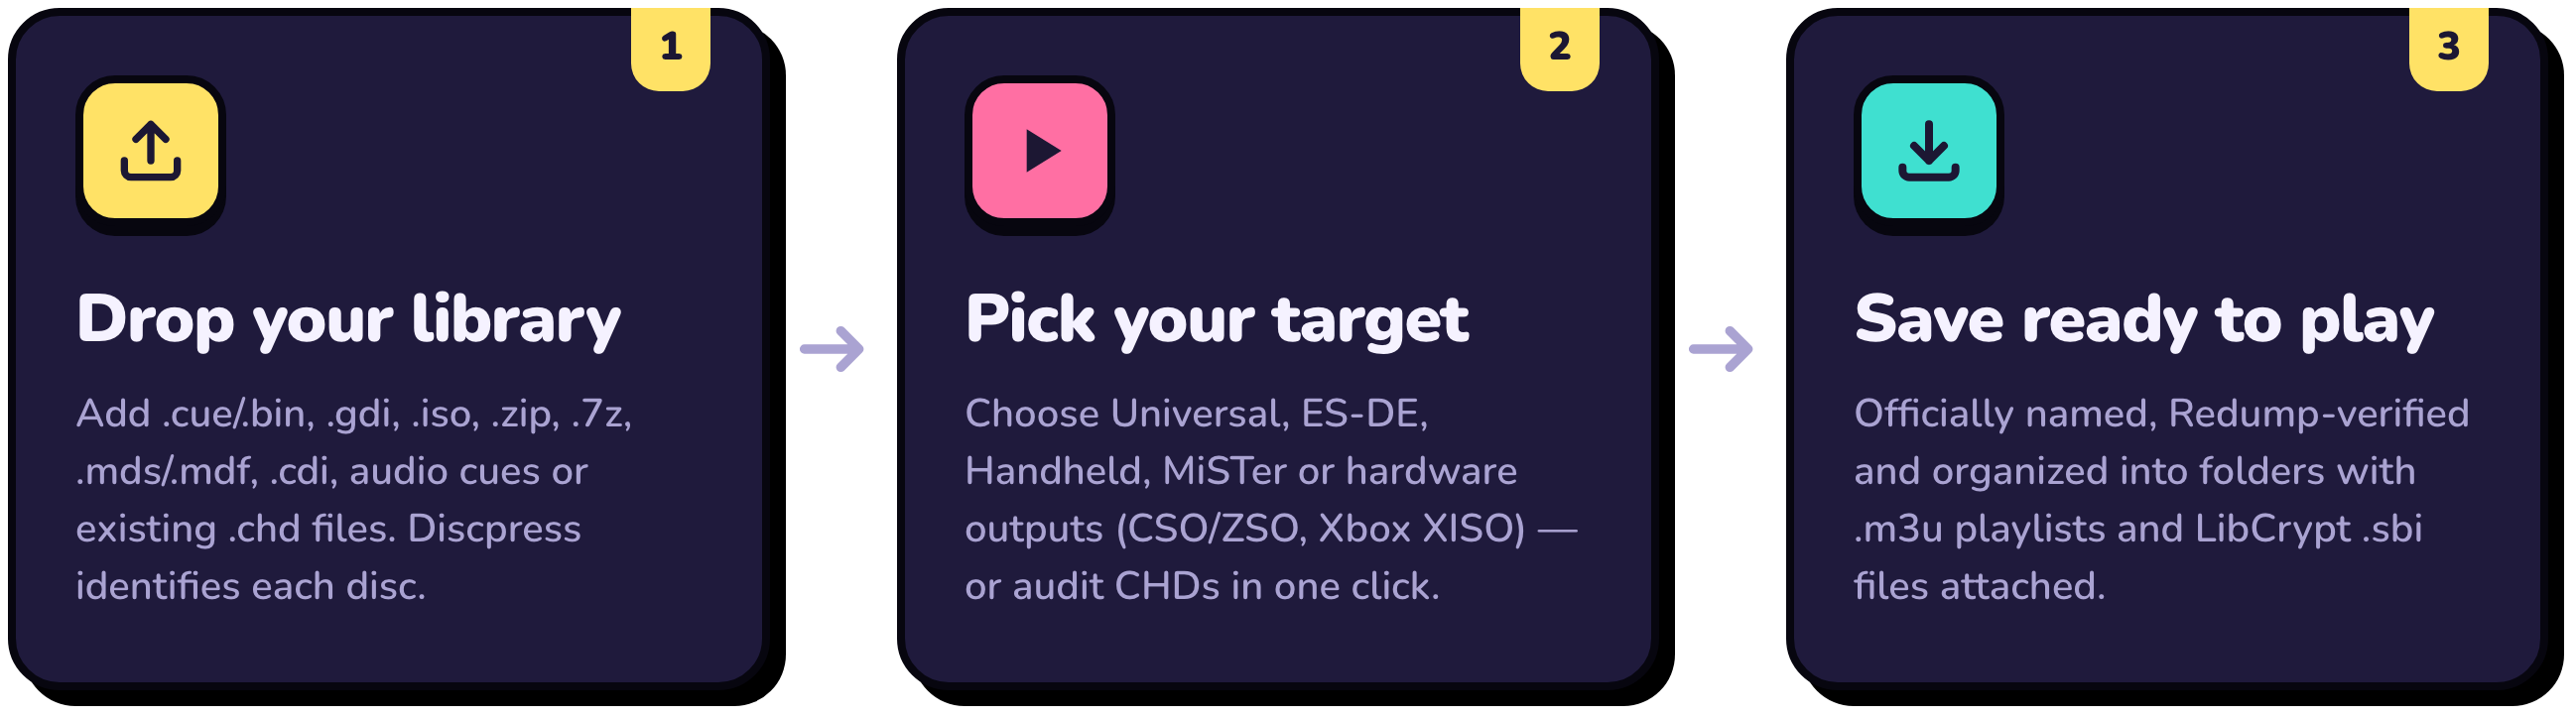 1
Drop your library
Add .cue/.bin, .gdi, .iso, .zip, .7z,
.mds/.mdf, .cdi, audio cues or
existing .chd files. Discpress
identifies each disc.
2
Pick your target
Choose Universal, ES-DE,
Handheld, MiSTer or hardware
outputs (CSO/ZSO, Xbox XISO) —
or audit CHDs in one click.
3
Save ready to play
Officially named, Redump-verified
and organized into folders with
.m3u playlists and LibCrypt .sbi
files attached.